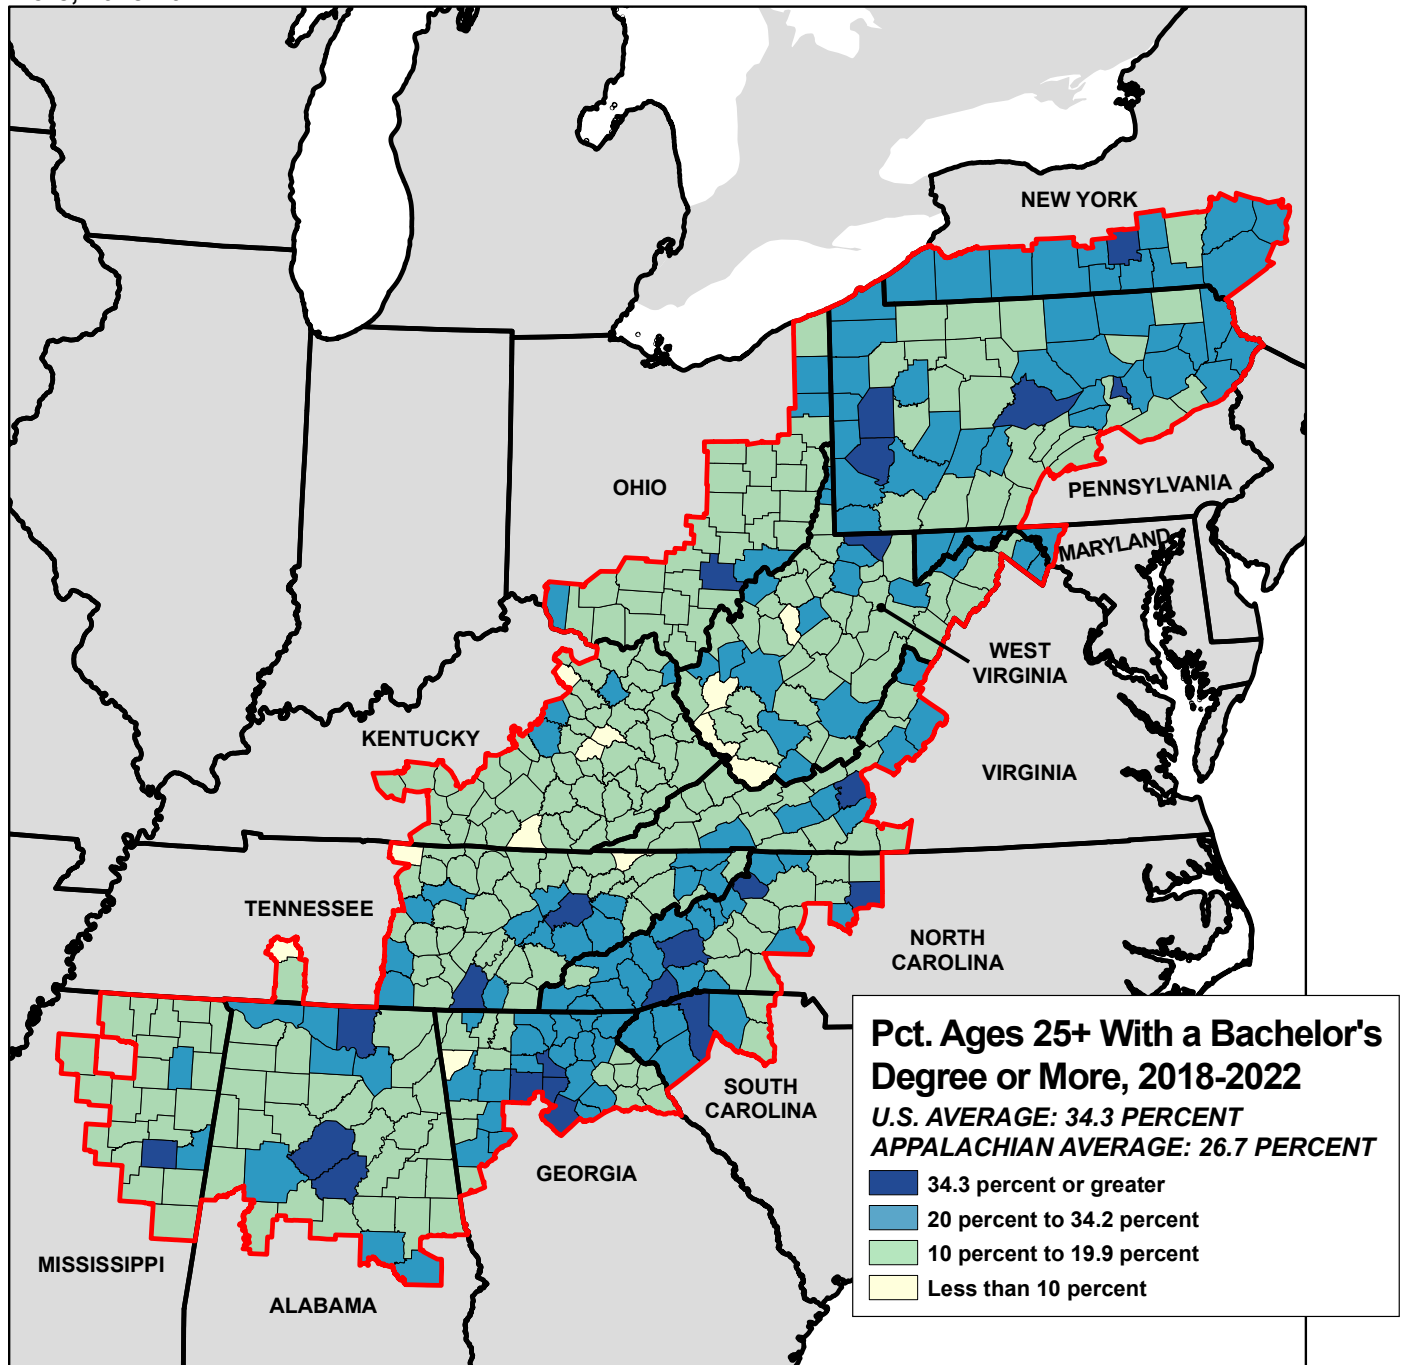 NEW YORK
OHIO
PENNSYLVANIA
MARYLAND
WEST
VIRGINIA
KENTUCKY
VIRGINIA
TENNESSEE
NORTH
CAROLINA
SOUTH
CAROLINA
GEORGIA
MISSISSIPPI
ALABAMA
Pct. Ages 25+ With a Bachelor's
Degree or More, 2018-2022
U.S. AVERAGE: 34.3 PERCENT
APPALACHIAN AVERAGE: 26.7 PERCENT
34.3 percent or greater
20 percent to 34.2 percent
10 percent to 19.9 percent
Less than 10 percent